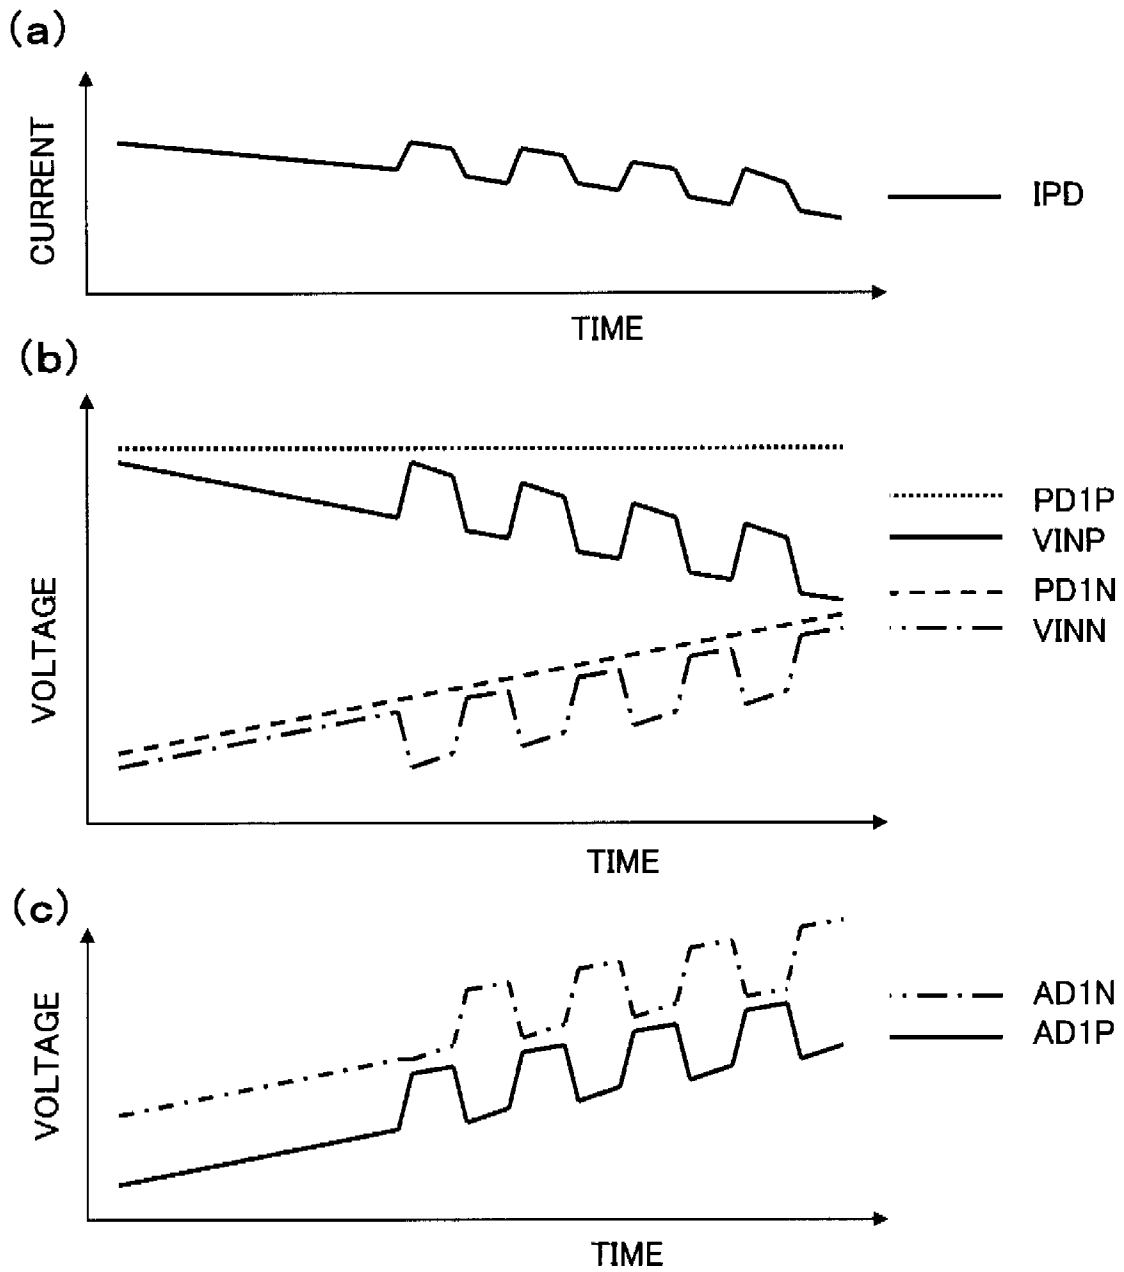 (a)
CURRENT
IPD
TIME
(b)
VOLTAGE
PD1P
VINP
PD1N
VINN
TIME
(c)
VOLTAGE
AD1N
AD1P
TIME